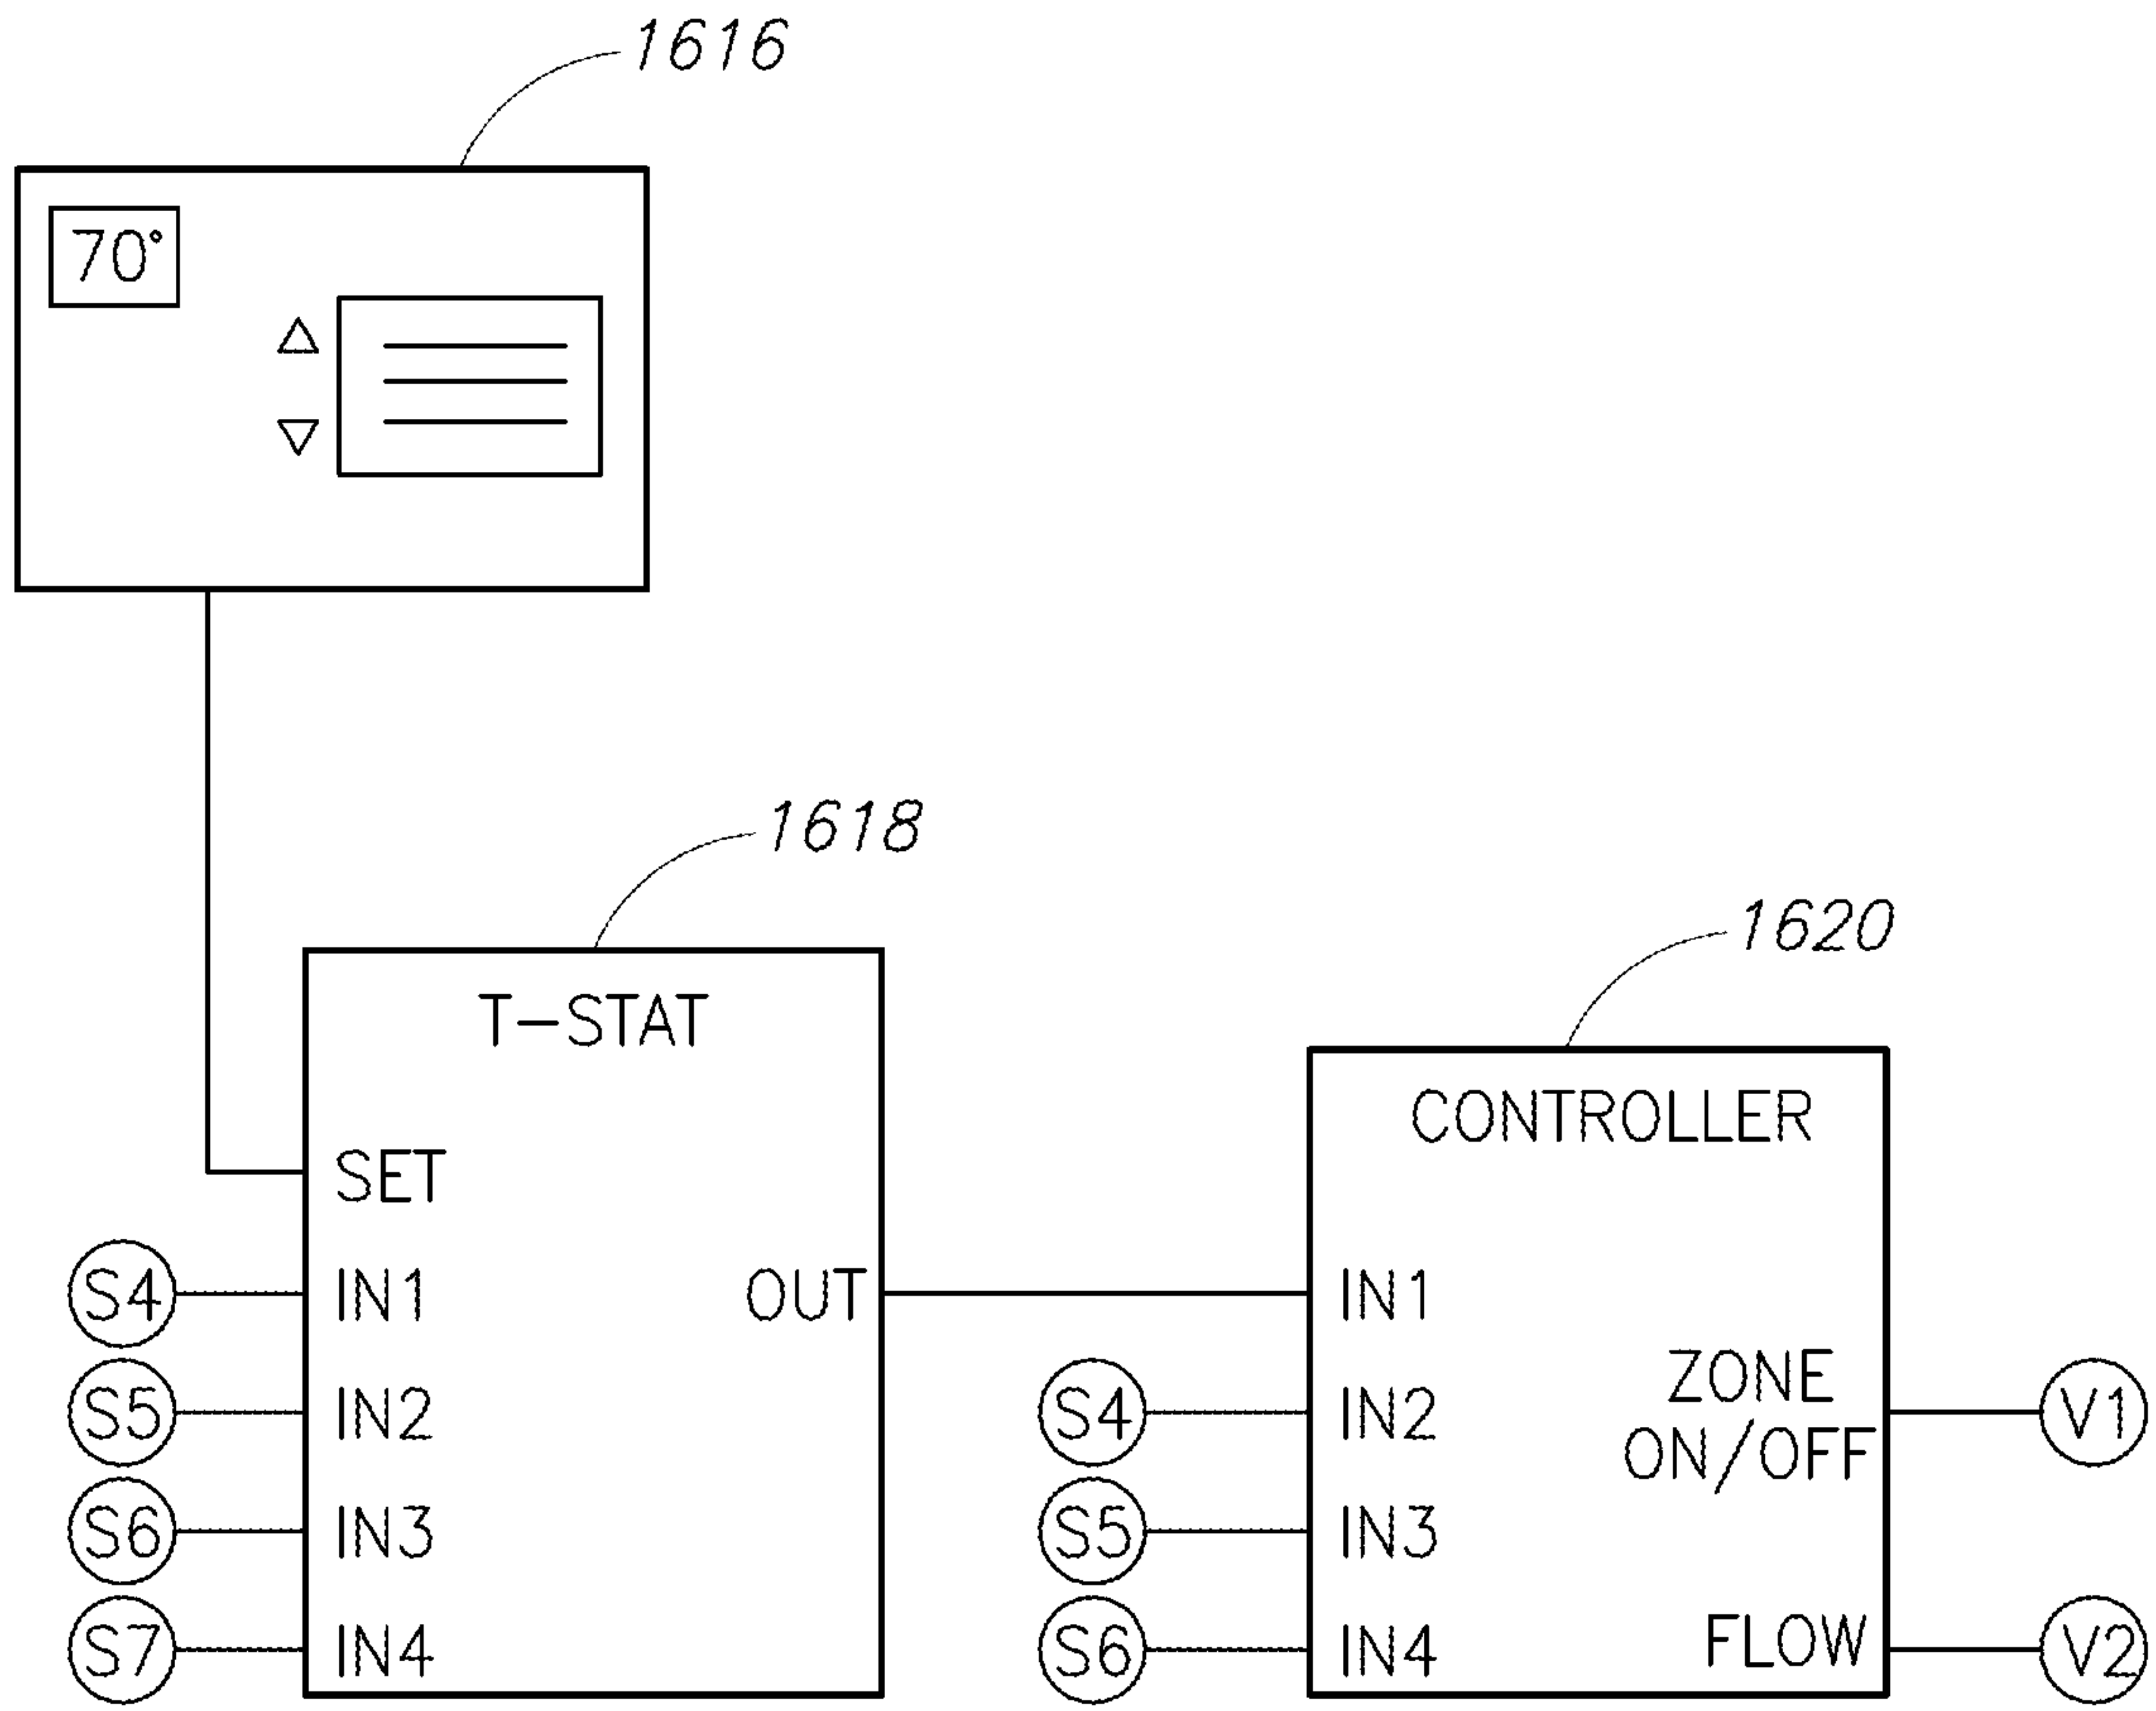 1616
70°
1618
1620
T-STAT
CONTROLLER
SET
S4 IN1 OUT IN1
S5 IN2 S4 IN2 ZONE ON/OFF V1
S6 IN3 S5 IN3
S7 IN4 S6 IN4 FLOW V2